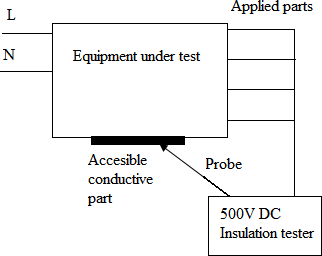 Applied parts
L
N
Equipment under test
Accesible
conductive
part
Probe
500V DC
Insulation tester